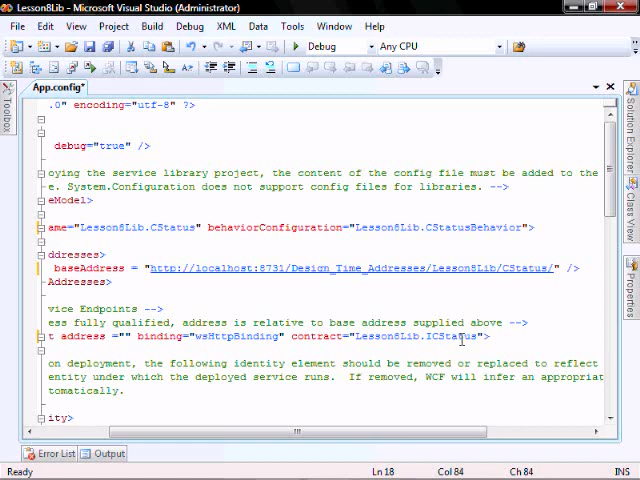 Lesson8Lib - Microsoft Visual Studio (Administrator)
File Edit View Project Build Debug XML Data Tools Test Window Help
Debug Any CPU
App.config*
Toolbox
Solution Explorer
Class View
Properties
.0" encoding="utf-8" ?>
debug="true" />
oying the service library project, the content of the config file must be added to the
e. System.Configuration does not support config files for libraries. -->
eModel>
ame="Lesson8Lib.CStatus" behaviorConfiguration="Lesson8Lib.CStatusBehavior">
ddresses>
baseAddress = "http://localhost:8731/Design_Time_Addresses/Lesson8Lib/CStatus/" />
Addresses>
vice Endpoints -->
ess fully qualified, address is relative to base address supplied above -->
t address ="" binding="wsHttpBinding" contract="Lesson8Lib.ICStatus">
on deployment, the following identity element should be removed or replaced to reflect
entity under which the deployed service runs.  If removed, WCF will infer an appropriat
tomatically.
ity>
Error List Output
Ready Ln 18 Col 84 Ch 84 INS